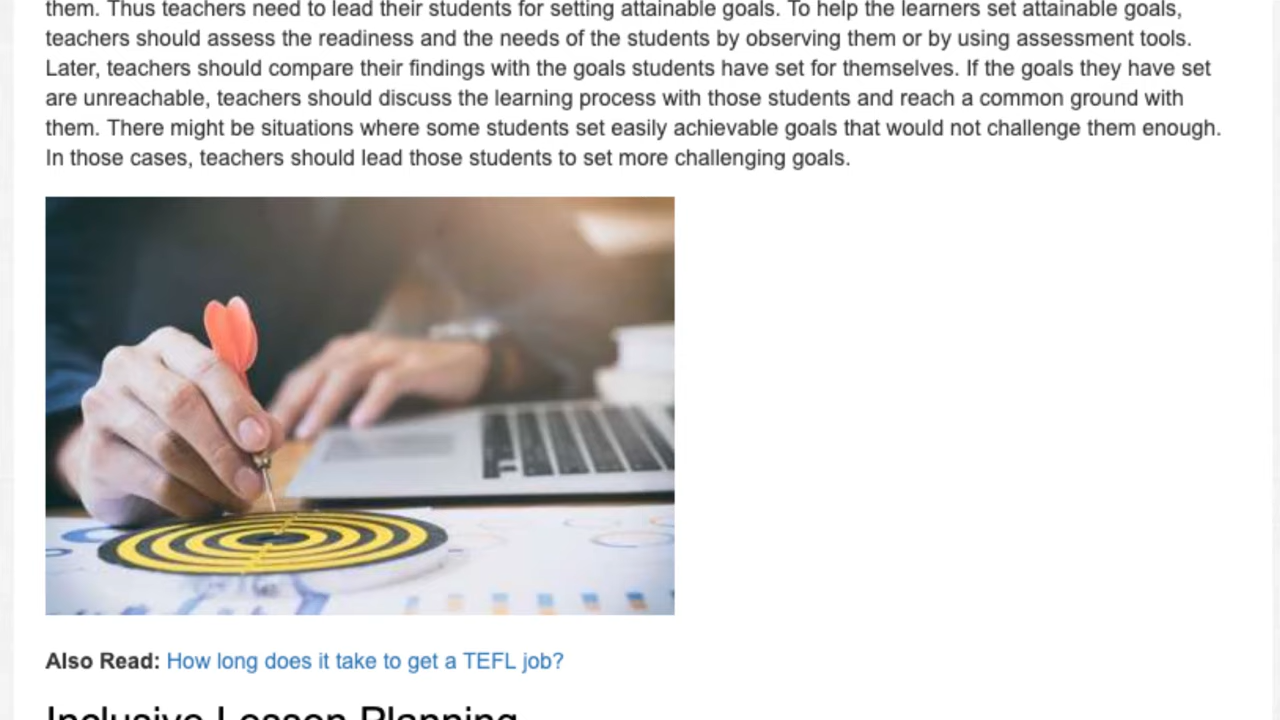 them. Thus teachers need to lead their students for setting attainable goals. To help the learners set attainable goals,
teachers should assess the readiness and the needs of the students by observing them or by using assessment tools.
Later, teachers should compare their findings with the goals students have set for themselves. If the goals they have set
are unreachable, teachers should discuss the learning process with those students and reach a common ground with
them. There might be situations where some students set easily achievable goals that would not challenge them enough.
In those cases, teachers should lead those students to set more challenging goals.
Also Read: How long does it take to get a TEFL job?
Inclusive Lesson Planning